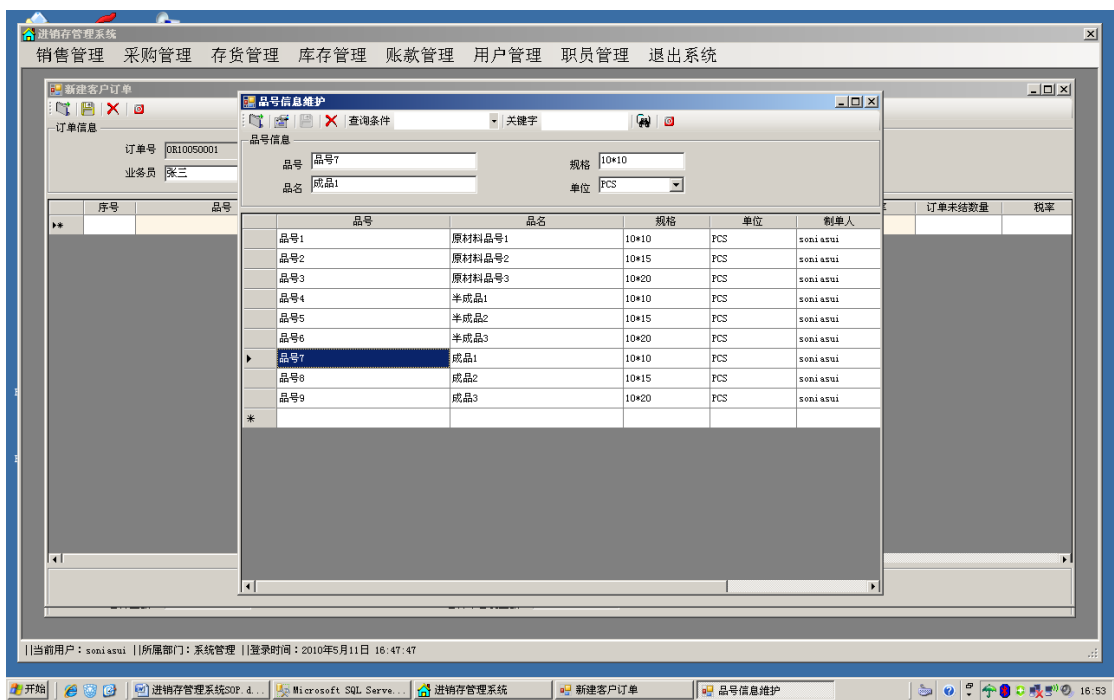 进销存管理系统
销售管理 采购管理 存货管理 库存管理 账款管理 用户管理 职员管理 退出系统
新建客户订单
订单信息
订单号 OR10050001
业务员 张三
序号 品号 订单未结数量 税率
品号信息维护
查询条件 关键字
品号信息
品号 品号7 规格 10*10
品名 成品1 单位 PCS
品号 品名 规格 单位 制单人
品号1 原材料品号1 10*10 PCS soniasui
品号2 原材料品号2 10*15 PCS soniasui
品号3 原材料品号3 10*20 PCS soniasui
品号4 半成品1 10*10 PCS soniasui
品号5 半成品2 10*15 PCS soniasui
品号6 半成品3 10*20 PCS soniasui
品号7 成品1 10*10 PCS soniasui
品号8 成品2 10*15 PCS soniasui
品号9 成品3 10*20 PCS soniasui
||当前用户：soniasui ||所属部门：系统管理 ||登录时间：2010年5月11日 16:47:47
开始 进销存管理系统SOP.d... Microsoft SQL Serve... 进销存管理系统 新建客户订单 品号信息维护 16:53